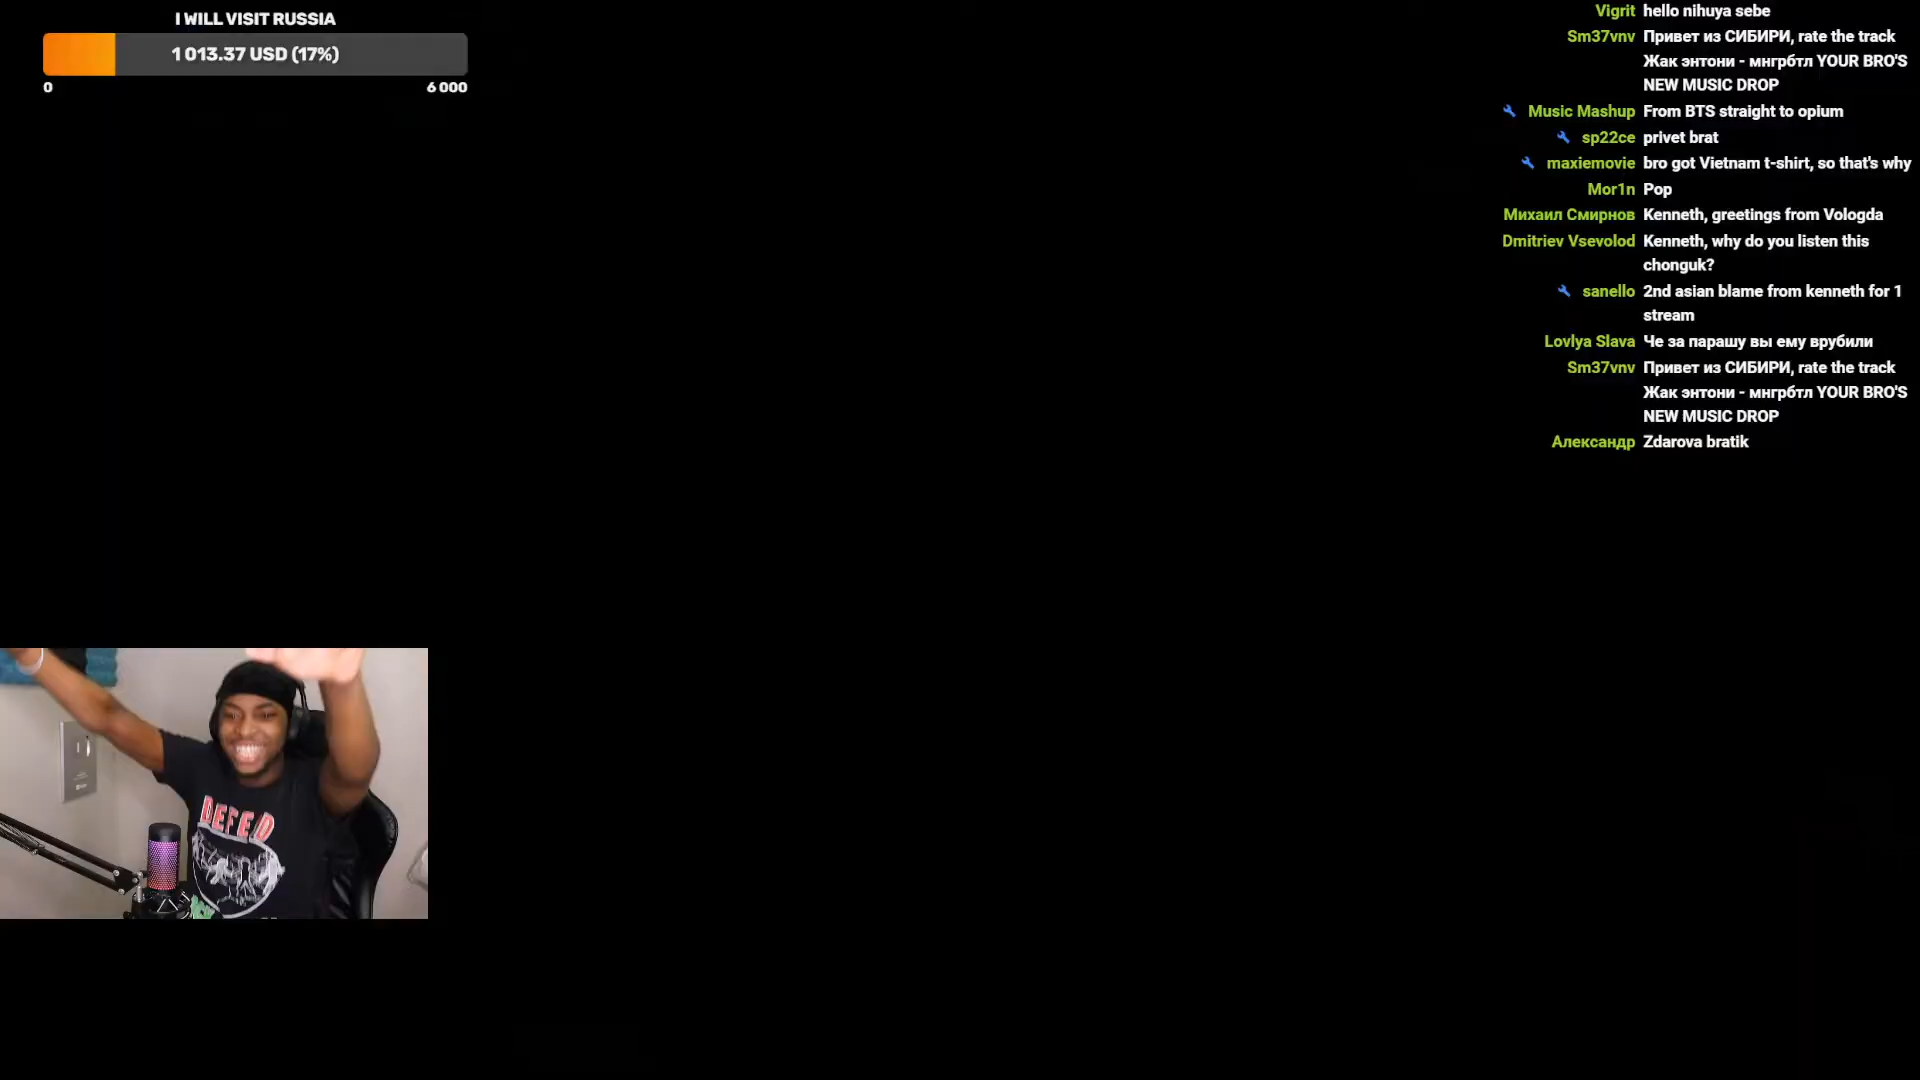 I WILL VISIT RUSSIA
1 013.37 USD (17%)
0
6 000
Vigrit hello nihuya sebe
Sm37vnv Привет из СИБИРИ, rate the track
Жак энтони - мнгрбтл YOUR BRO'S
NEW MUSIC DROP
Music Mashup From BTS straight to opium
sp22ce privet brat
maxiemovie bro got Vietnam t-shirt, so that's why
Mor1n Pop
Михаил Смирнов Kenneth, greetings from Vologda
Dmitriev Vsevolod Kenneth, why do you listen this
chonguk?
sanello 2nd asian blame from kenneth for 1
stream
Lovlya Slava Че за парашу вы ему врубили
Sm37vnv Привет из СИБИРИ, rate the track
Жак энтони - мнгрбтл YOUR BRO'S
NEW MUSIC DROP
Александр Zdarova bratik